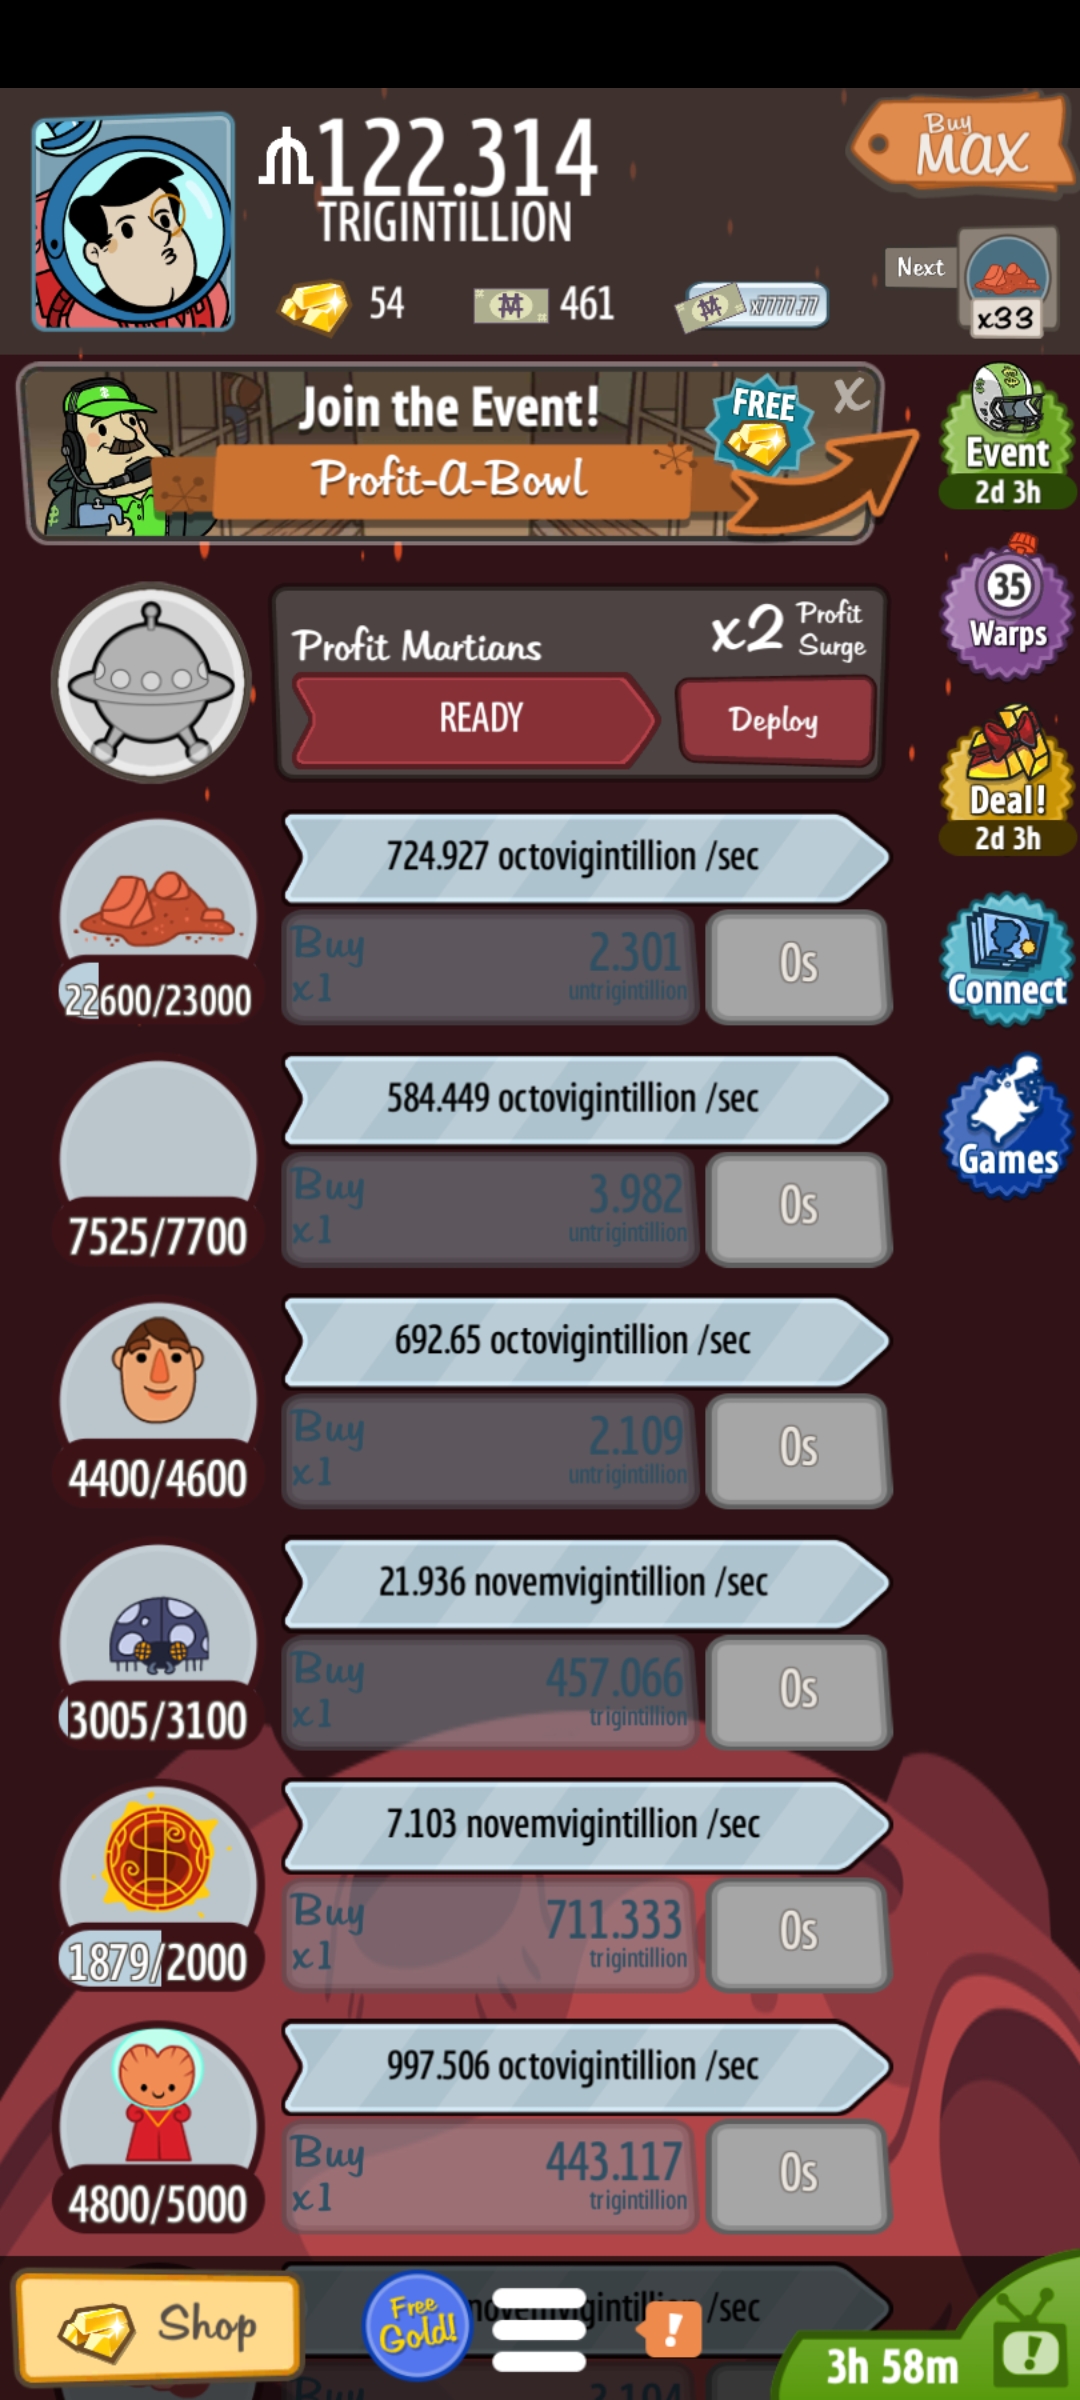 122.314
TRIGINTILLION
Buy
MAX
54
461
x7777.77
Next
x33
Join the Event!
Profit-A-Bowl
FREE
X
Event
2d 3h
35
Warps
Profit Martians
x2 Profit
Surge
READY
Deploy
Deal!
2d 3h
724.927 octovigintillion /sec
Buy
x1
2.301
untrigintillion
0s
22600/23000
Connect
584.449 octovigintillion /sec
Buy
x1
3.982
untrigintillion
0s
7525/7700
Games
692.65 octovigintillion /sec
Buy
x1
2.109
untrigintillion
0s
4400/4600
21.936 novemvigintillion /sec
Buy
x1
457.066
trigintillion
0s
3005/3100
7.103 novemvigintillion /sec
Buy
x1
711.333
trigintillion
0s
1879/2000
997.506 octovigintillion /sec
Buy
x1
443.117
trigintillion
0s
4800/5000
Shop
Free
Gold!
novemvigintillion /sec
!
3h 58m
!
Buy